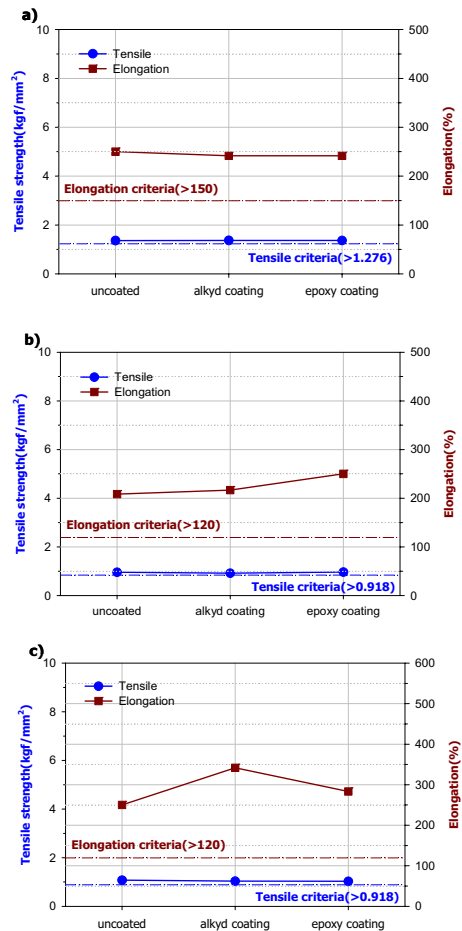 a)
10
500
Tensile
Elongation
8
400
6
300
4
200
2
100
0
0
Tensile strength(kgf/mm²)
Elongation(%)
Elongation criteria(>150)
Tensile criteria(>1.276)
uncoated
alkyd coating
epoxy coating
b)
10
500
Tensile
Elongation
8
400
6
300
4
200
2
100
0
0
Tensile strength(kgf/mm²)
Elongation(%)
Elongation criteria(>120)
Tensile criteria(>0.918)
uncoated
alkyd coating
epoxy coating
c)
10
600
Tensile
Elongation
500
8
400
6
300
4
250
200
2
100
0
0
Tensile strength(kgf/mm²)
Elongation(%)
Elongation criteria(>120)
Tensile criteria(>0.918)
uncoated
alkyd coating
epoxy coating